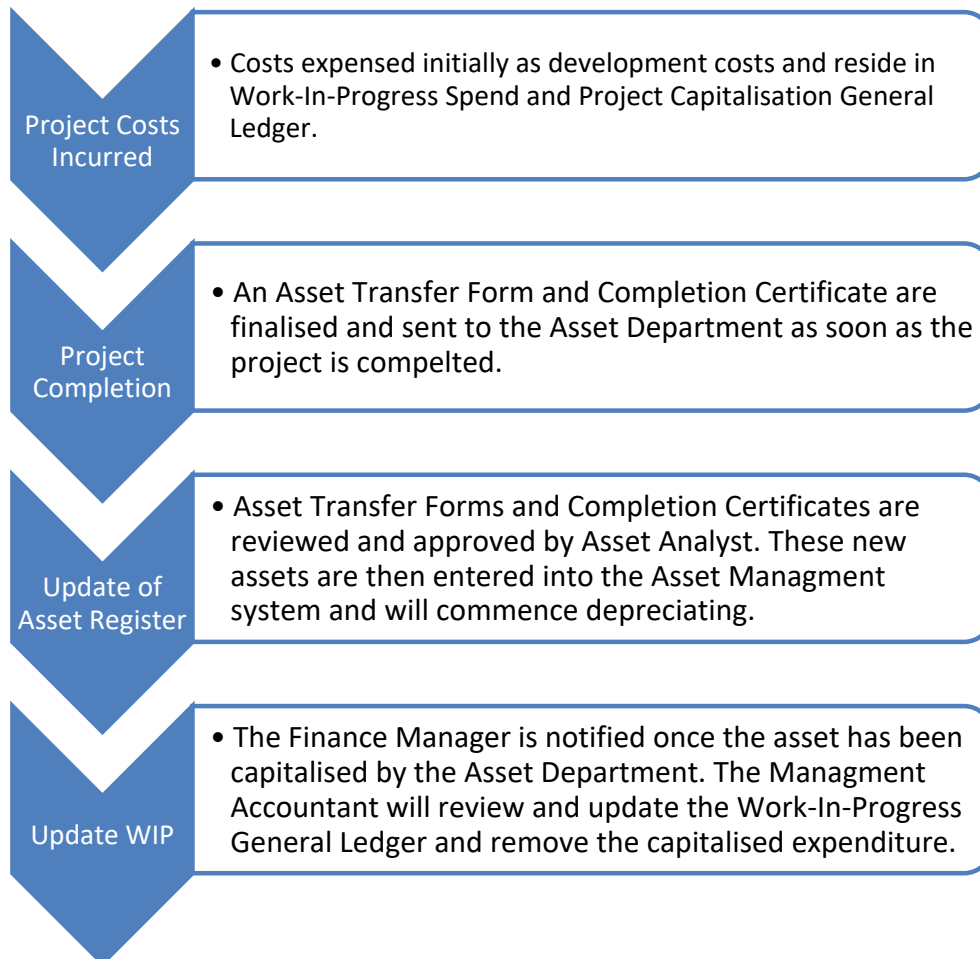 Project Costs
Incurred
• Costs expensed initially as development costs and reside in
Work-In-Progress Spend and Project Capitalisation General
Ledger.
Project
Completion
• An Asset Transfer Form and Completion Certificate are
finalised and sent to the Asset Department as soon as the
project is compelted.
Update of
Asset Register
• Asset Transfer Forms and Completion Certificates are
reviewed and approved by Asset Analyst. These new
assets are then entered into the Asset Managment
system and will commence depreciating.
Update WIP
• The Finance Manager is notified once the asset has been
capitalised by the Asset Department. The Managment
Accountant will review and update the Work-In-Progress
General Ledger and remove the capitalised expenditure.